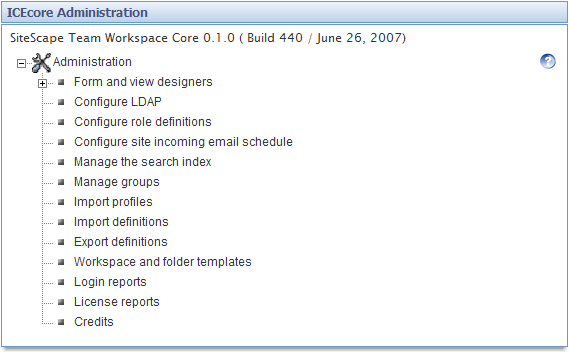 ICEcore Administration
SiteScape Team Workspace Core 0.1.0 ( Build 440 / June 26, 2007)
Administration
Form and view designers
Configure LDAP
Configure role definitions
Configure site incoming email schedule
Manage the search index
Manage groups
Import profiles
Import definitions
Export definitions
Workspace and folder templates
Login reports
License reports
Credits